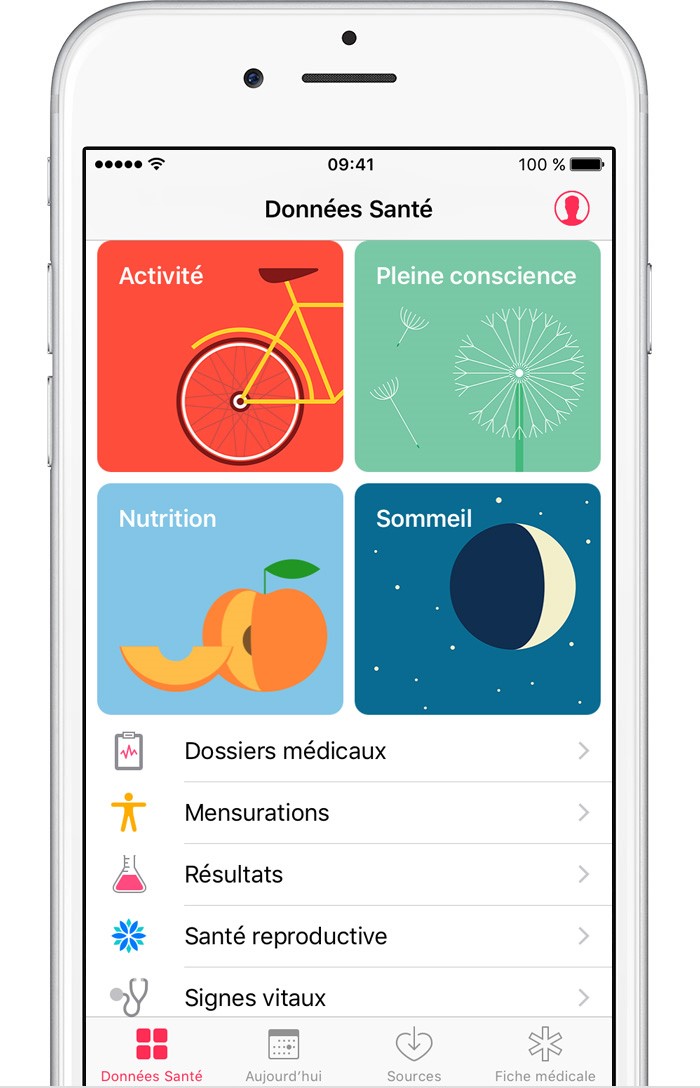 09:41
100 %
Données Santé
Activité
Pleine conscience
Nutrition
Sommeil
Dossiers médicaux
Mensurations
Résultats
Santé reproductive
Signes vitaux
Données Santé
Aujourd’hui
Sources
Fiche médicale